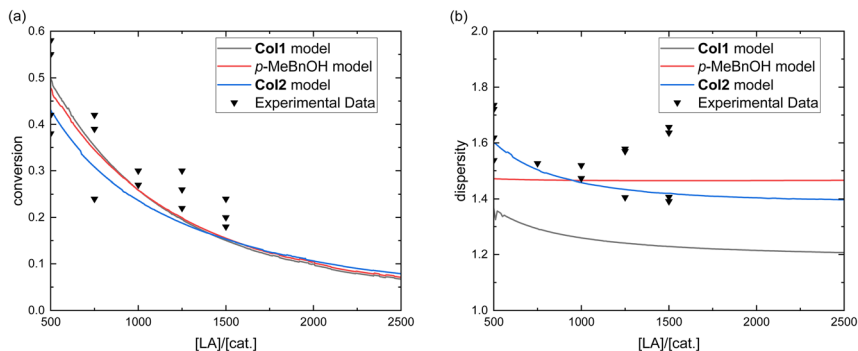 (a)
0.6
0.5
0.4
0.3
0.2
0.1
0.0
conversion
Col1 model
p-MeBnOH model
Col2 model
Experimental Data
500 1000 1500 2000 2500
[LA]/[cat.]
(b)
2.0
1.8
1.6
1.4
1.2
1.0
dispersity
Col1 model
p-MeBnOH model
Col2 model
Experimental Data
500 1000 1500 2000 2500
[LA]/[cat.]